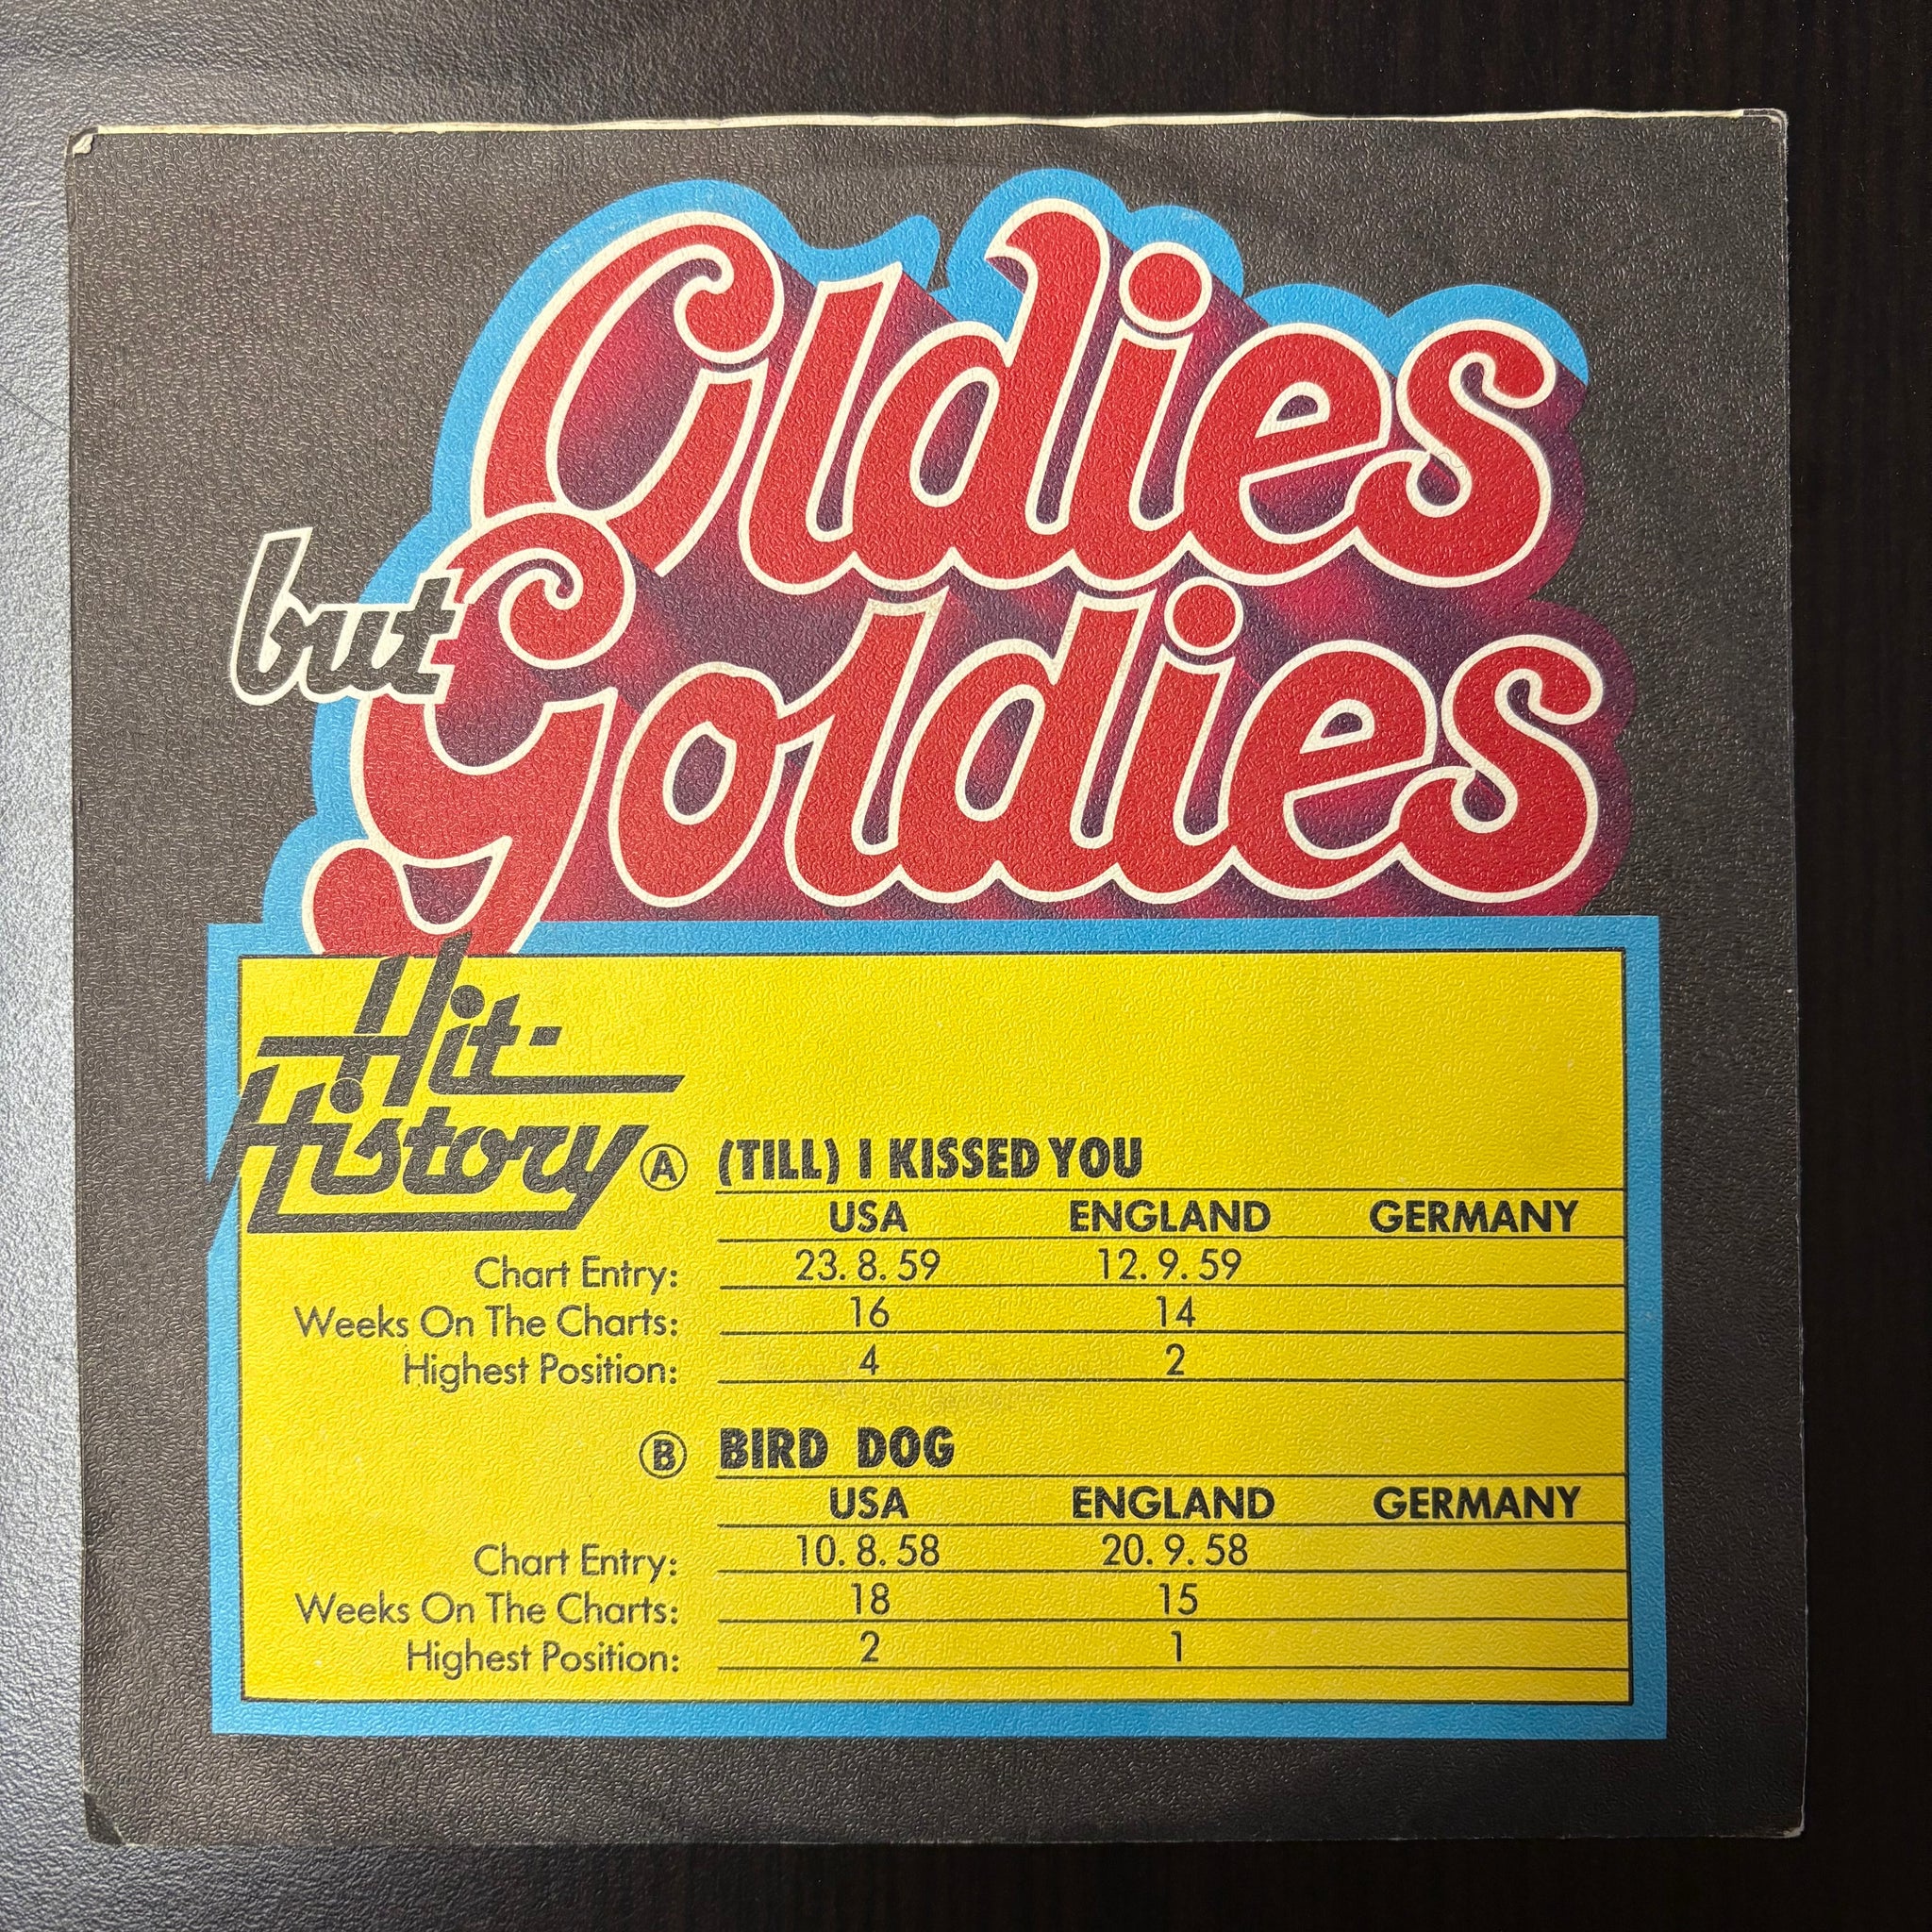 Oldies
but
Goldies
Hit-
History
Ⓐ (TILL) I KISSED YOU
USA ENGLAND GERMANY
Chart Entry: 23. 8. 59 12. 9. 59
Weeks On The Charts: 16 14
Highest Position: 4 2
Ⓑ BIRD DOG
USA ENGLAND GERMANY
Chart Entry: 10. 8. 58 20. 9. 58
Weeks On The Charts: 18 15
Highest Position: 2 1